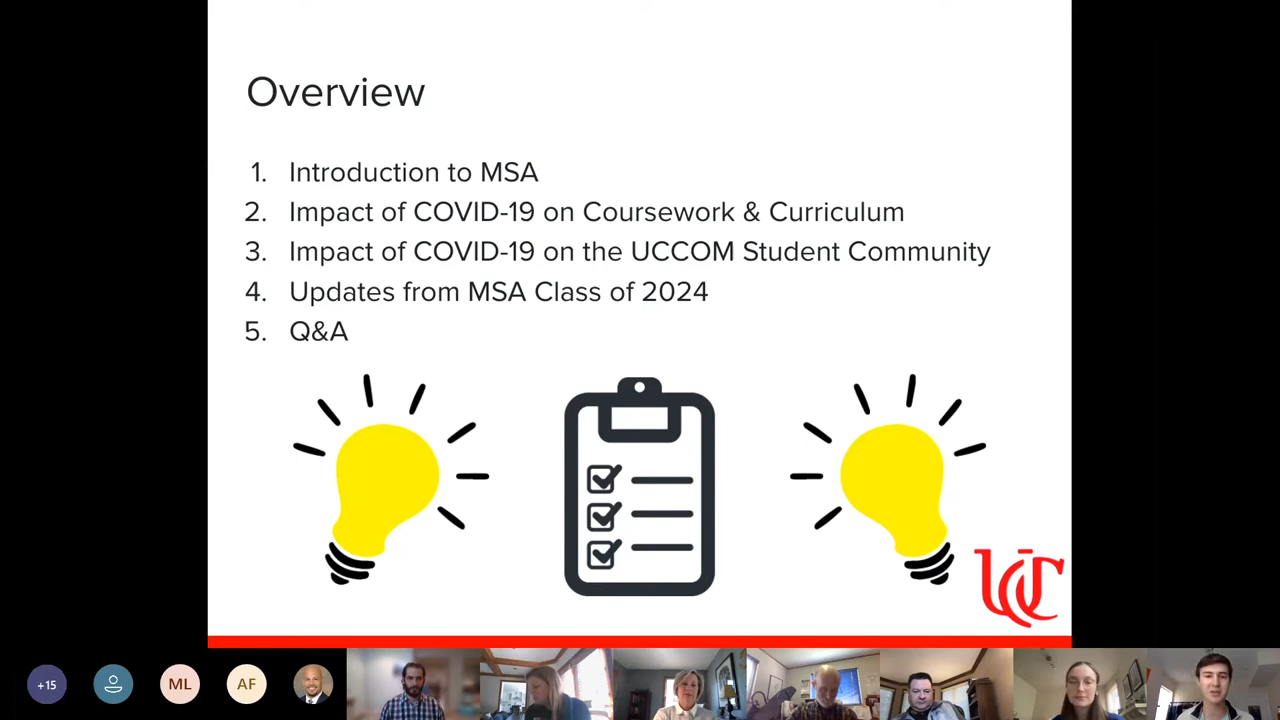 Overview
1. Introduction to MSA
2. Impact of COVID-19 on Coursework & Curriculum
3. Impact of COVID-19 on the UCCOM Student Community
4. Updates from MSA Class of 2024
5. Q&A
UC
+15
ML
AF